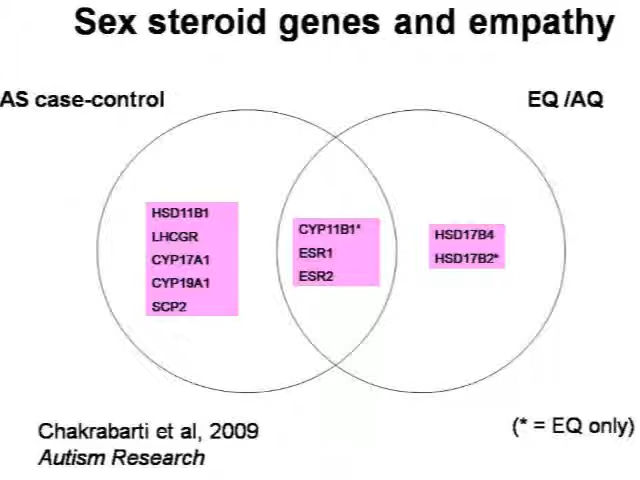 Sex steroid genes and empathy
AS case-control
EQ /AQ
HSD11B1
LHCGR
CYP17A1
CYP19A1
SCP2
CYP11B1*
ESR1
ESR2
HSD17B4
HSD17B2*
Chakrabarti et al, 2009
Autism Research
(* = EQ only)